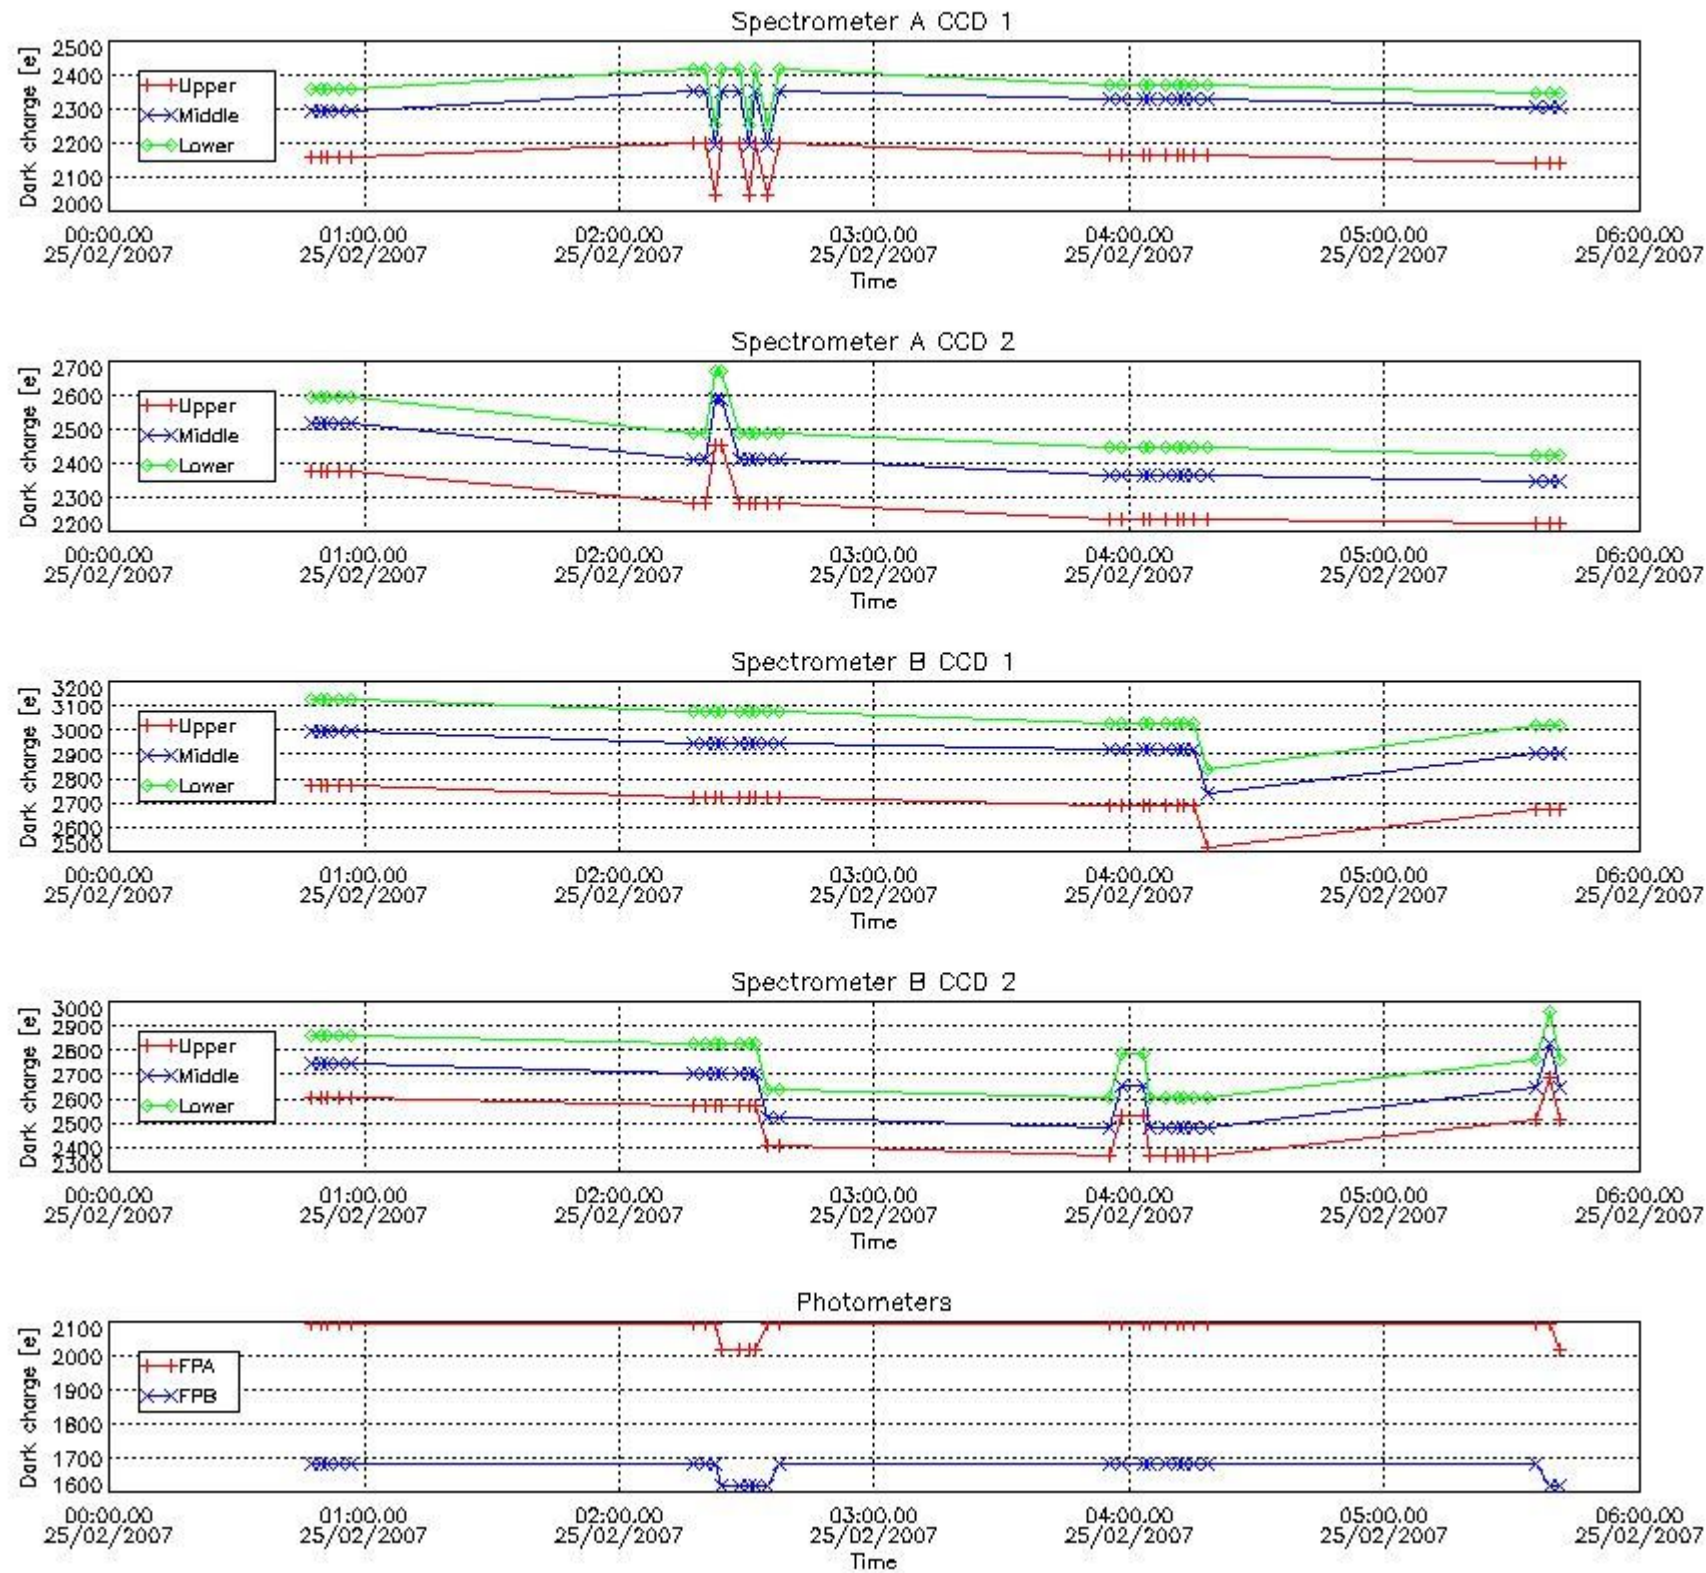 Spectrometer A CCD 1
Dark charge [e]
2500
2400
2300
2200
2100
2000
Upper
Middle
Lower
00:00.00 01:00.00 02:00.00 03:00.00 04:00.00 05:00.00 06:00.00
25/02/2007 25/02/2007 25/02/2007 25/02/2007 25/02/2007 25/02/2007 25/02/2007
Time
Spectrometer A CCD 2
Dark charge [e]
2700
2600
2500
2400
2300
2200
Upper
Middle
Lower
00:00.00 01:00.00 02:00.00 03:00.00 04:00.00 05:00.00 06:00.00
25/02/2007 25/02/2007 25/02/2007 25/02/2007 25/02/2007 25/02/2007 25/02/2007
Time
Spectrometer B CCD 1
Dark charge [e]
3200
3100
3000
2900
2800
2700
2600
2500
Upper
Middle
Lower
00:00.00 01:00.00 02:00.00 03:00.00 04:00.00 05:00.00 06:00.00
25/02/2007 25/02/2007 25/02/2007 25/02/2007 25/02/2007 25/02/2007 25/02/2007
Time
Spectrometer B CCD 2
Dark charge [e]
3000
2900
2800
2700
2600
2500
2400
2300
Upper
Middle
Lower
00:00.00 01:00.00 02:00.00 03:00.00 04:00.00 05:00.00 06:00.00
25/02/2007 25/02/2007 25/02/2007 25/02/2007 25/02/2007 25/02/2007 25/02/2007
Time
Photometers
Dark charge [e]
2100
2000
1900
1800
1700
1600
FPA
FPB
00:00.00 01:00.00 02:00.00 03:00.00 04:00.00 05:00.00 06:00.00
25/02/2007 25/02/2007 25/02/2007 25/02/2007 25/02/2007 25/02/2007 25/02/2007
Time